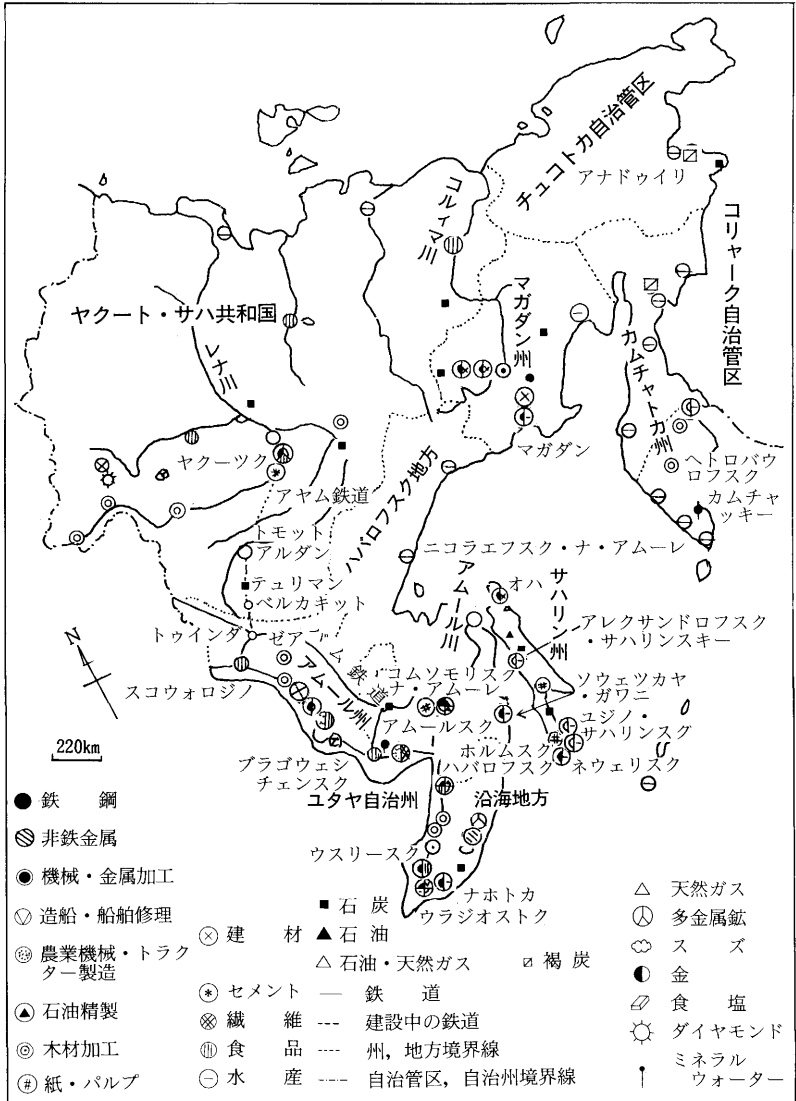 チュコトカ自治管区
アナドゥイリ
コルィマ川
コリャーク自治管区
マガダン州
ヤクート・サハ共和国
レナ川
カムチャトカ州
ヤクーツク
マガダン
ヘトロバウ
ロフスク
アヤム鉄道
ハバロフスク地方
カムチャ
ッキー
トモット
アルダン
ニコラエフスク・ナ・アムーレ
テュリマン
オハ
サハリン州
ベルカキット
アムール川
アレクサンドロフスク
・サハリンスキー
N
トゥインダ
ゼア
バム鉄道
コムソモリスク
ナ・アムーレ
ソウェツカヤ
・ガワニ
スコウォロジノ
アムール州
アムールスク
ユジノ・
サハリンスグ
220km
ホルムスク
ブラゴウェシ
チェンスク
ハバロフスク
ネウェリスク
ユタヤ自治州
沿海地方
ウスリースク
ナホトカ
ウラジオストク
鉄鋼
非鉄金属
機械・金属加工
造船・船舶修理
農業機械・トラク
ター製造
石油精製
木材加工
紙・パルプ
建材
セメント
繊維
食品
水産
石炭
石油
石油・天然ガス
褐炭
鉄道
建設中の鉄道
州，地方境界線
自治管区，自治州境界線
天然ガス
多金属鉱
スズ
金
食塩
ダイヤモンド
ミネラル
ウォーター